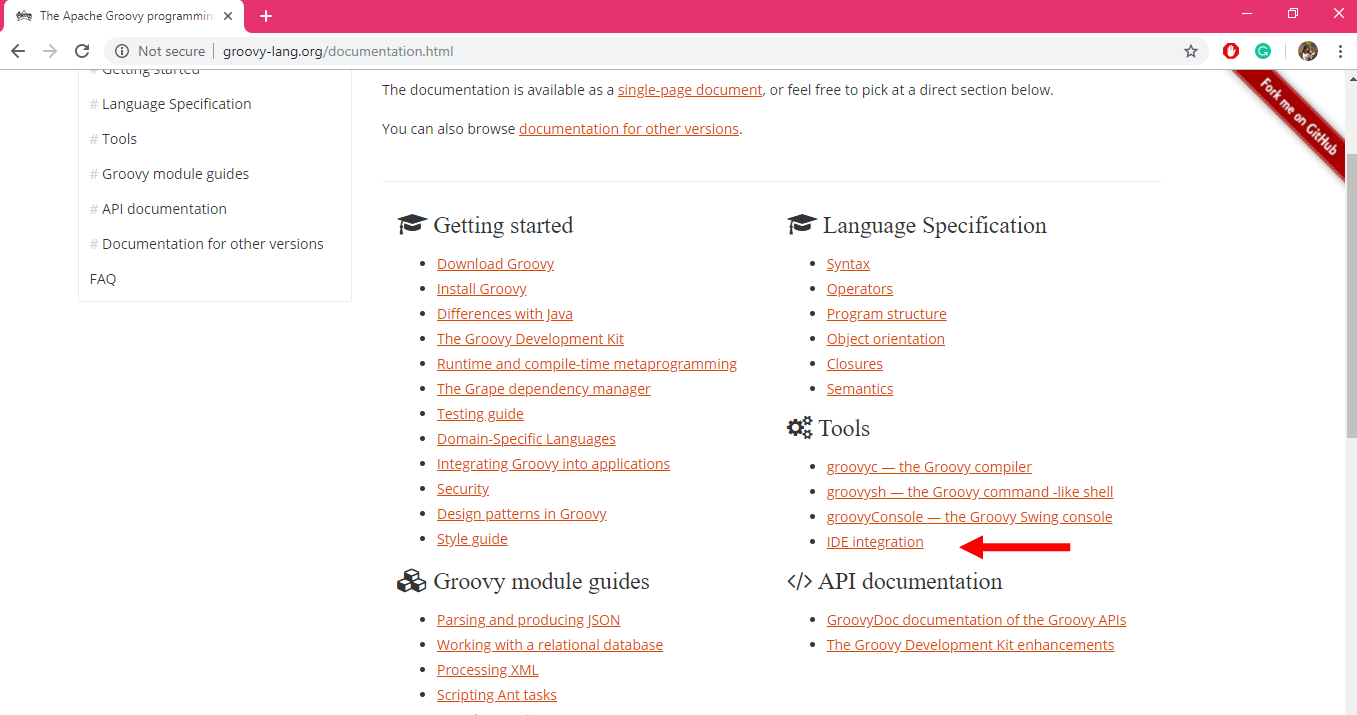 The Apache Groovy programmin
Not secure
groovy-lang.org/documentation.html
# Getting started
# Language Specification
# Tools
# Groovy module guides
# API documentation
# Documentation for other versions
FAQ
The documentation is available as a single-page document, or feel free to pick at a direct section below.
You can also browse documentation for other versions.
Fork me on GitHub
Getting started
Download Groovy
Install Groovy
Differences with Java
The Groovy Development Kit
Runtime and compile-time metaprogramming
The Grape dependency manager
Testing guide
Domain-Specific Languages
Integrating Groovy into applications
Security
Design patterns in Groovy
Style guide
Groovy module guides
Parsing and producing JSON
Working with a relational database
Processing XML
Scripting Ant tasks
Language Specification
Syntax
Operators
Program structure
Object orientation
Closures
Semantics
Tools
groovyc — the Groovy compiler
groovysh — the Groovy command -like shell
groovyConsole — the Groovy Swing console
IDE integration
</> API documentation
GroovyDoc documentation of the Groovy APIs
The Groovy Development Kit enhancements